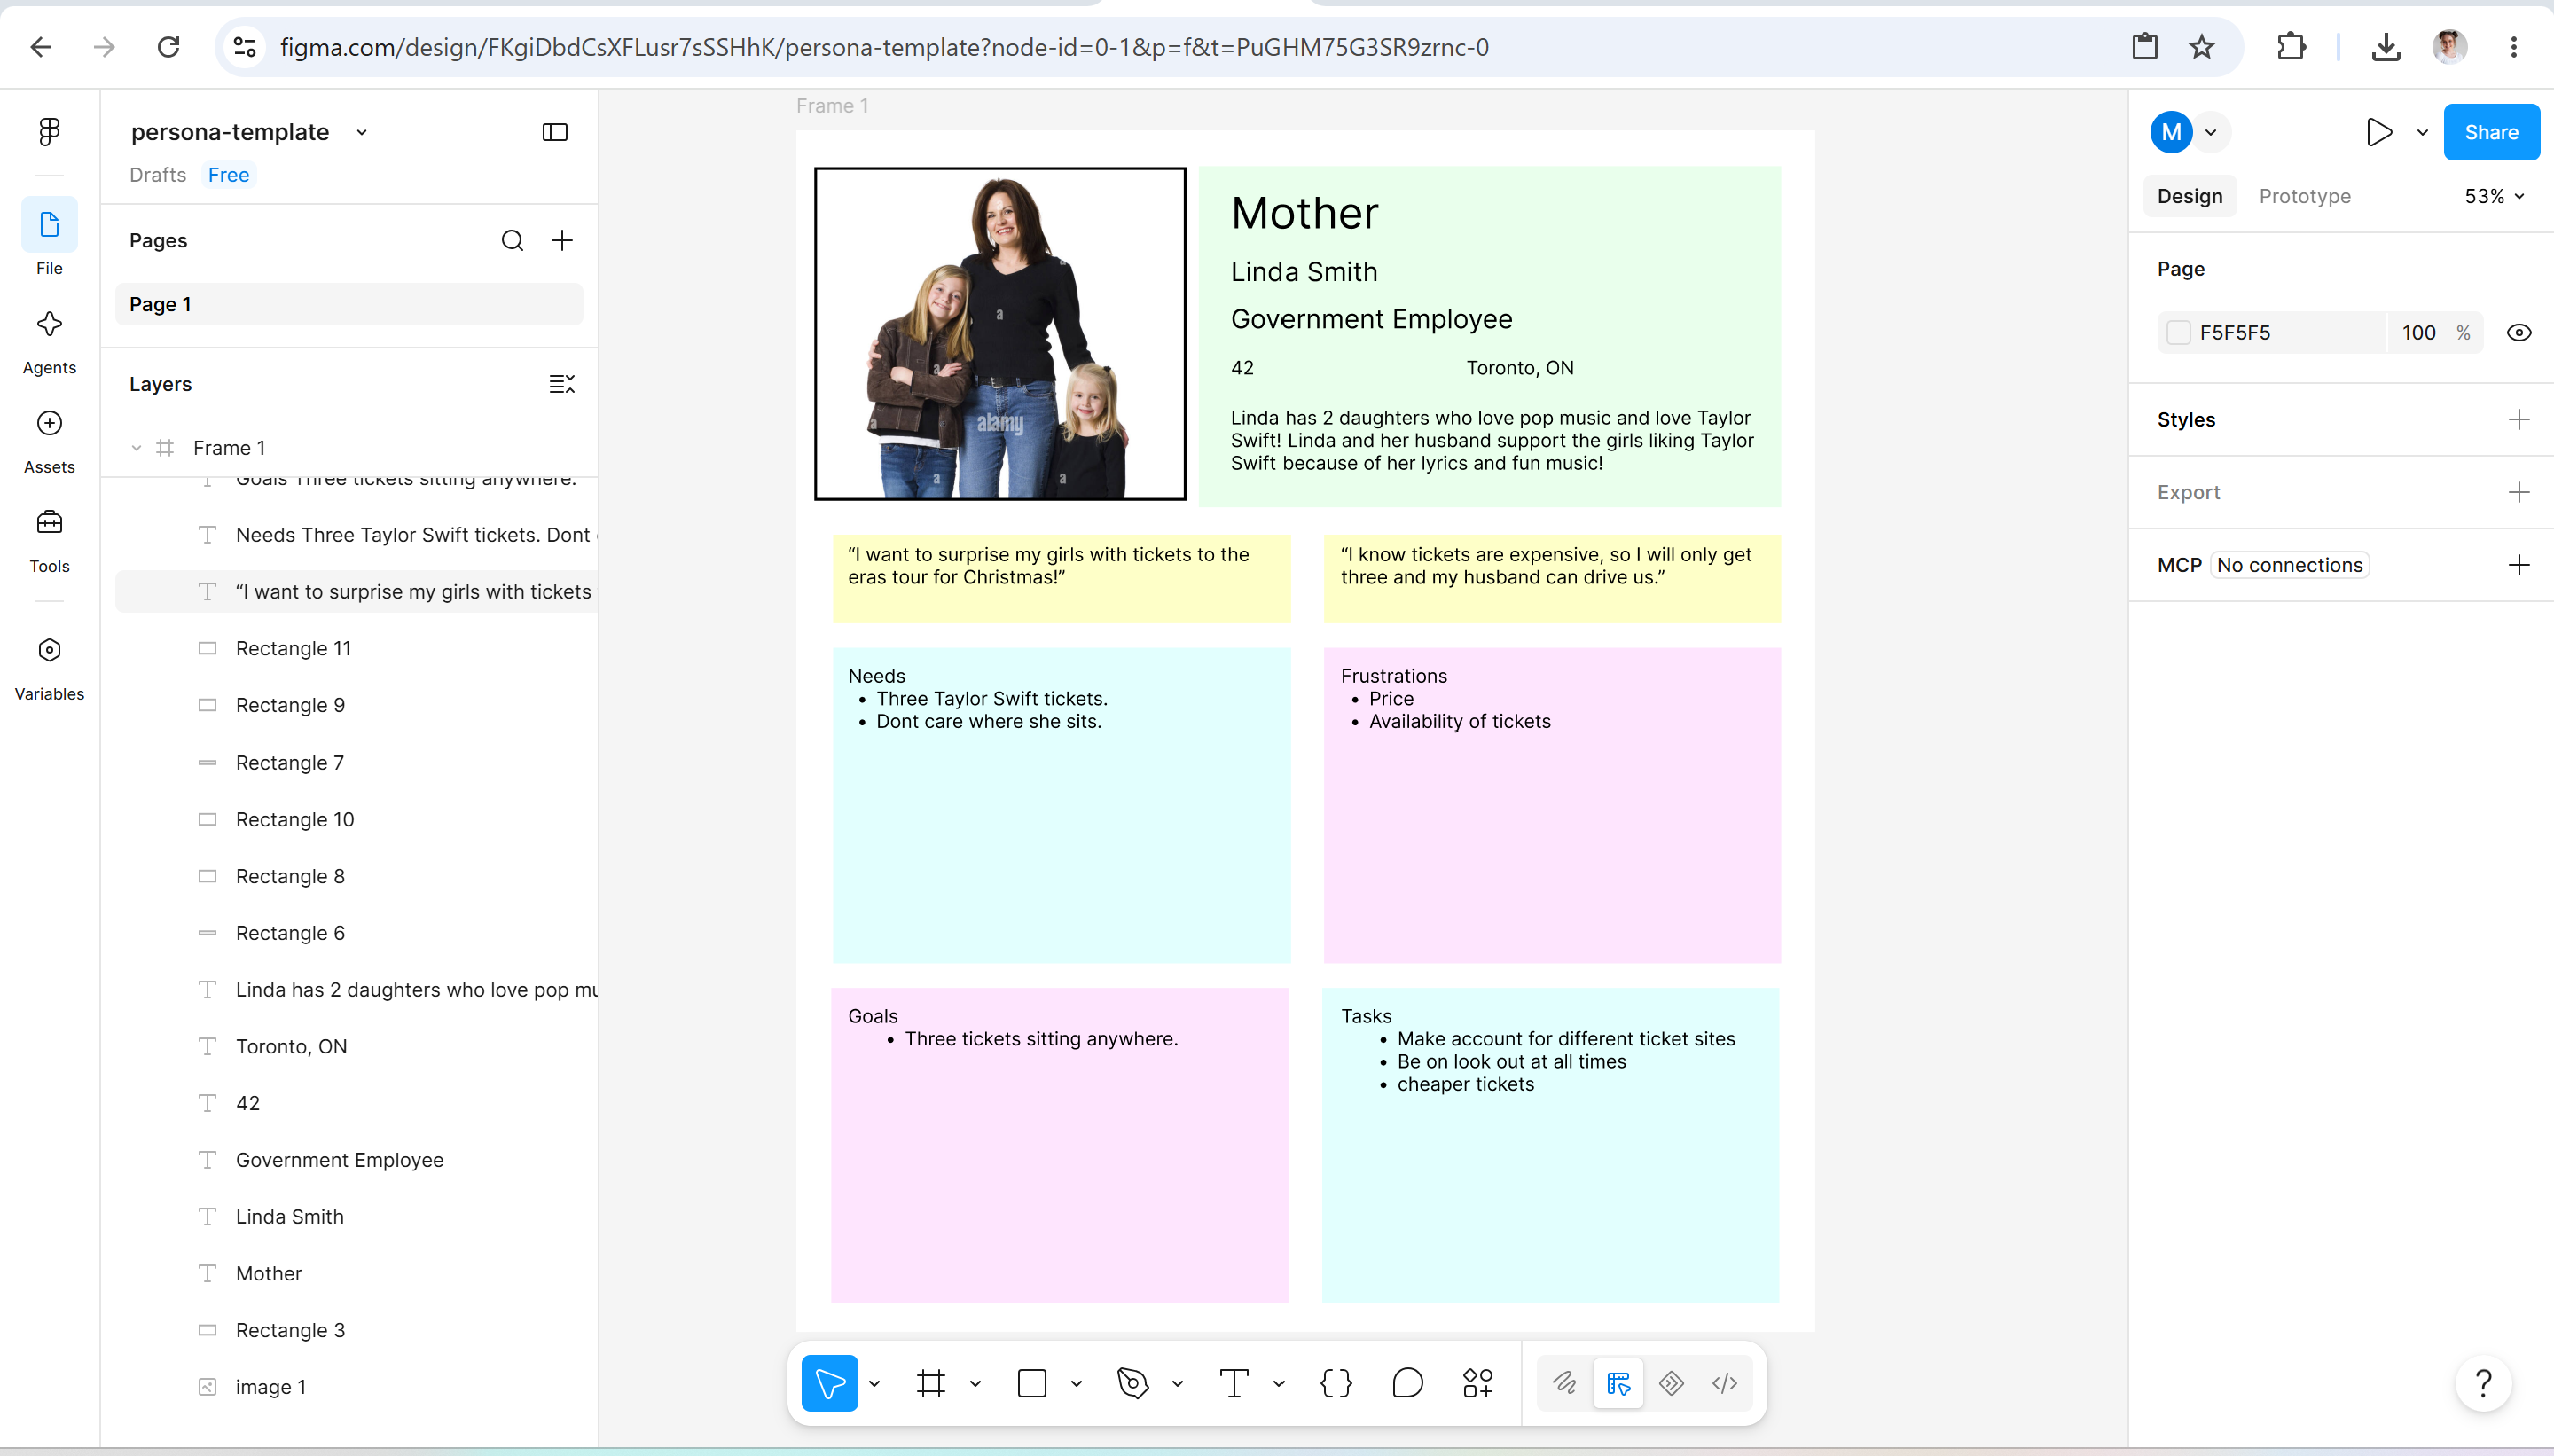 figma.com/design/FKgiDbdCsXFLusr7sSSHhK/persona-template?node-id=0-1&p=f&t=PuGHM75G3SR9zrnc-0
persona-template
Drafts Free
File
Agents
Assets
Tools
Variables
Pages
Page 1
Layers
Frame 1
Goals Three tickets sitting anywhere.
Needs Three Taylor Swift tickets. Dont
“I want to surprise my girls with tickets
Rectangle 11
Rectangle 9
Rectangle 7
Rectangle 10
Rectangle 8
Rectangle 6
Linda has 2 daughters who love pop mu
Toronto, ON
42
Government Employee
Linda Smith
Mother
Rectangle 3
image 1
Frame 1
a
a
a
alamy
a
a
a
Mother
Linda Smith
Government Employee
42 Toronto, ON
Linda has 2 daughters who love pop music and love Taylor
Swift! Linda and her husband support the girls liking Taylor
Swift because of her lyrics and fun music!
“I want to surprise my girls with tickets to the
eras tour for Christmas!”
“I know tickets are expensive, so I will only get
three and my husband can drive us.”
Needs
• Three Taylor Swift tickets.
• Dont care where she sits.
Frustrations
• Price
• Availability of tickets
Goals
• Three tickets sitting anywhere.
Tasks
• Make account for different ticket sites
• Be on look out at all times
• cheaper tickets
M
Share
Design Prototype 53%
Page
F5F5F5 100 %
Styles
Export
MCP No connections
?